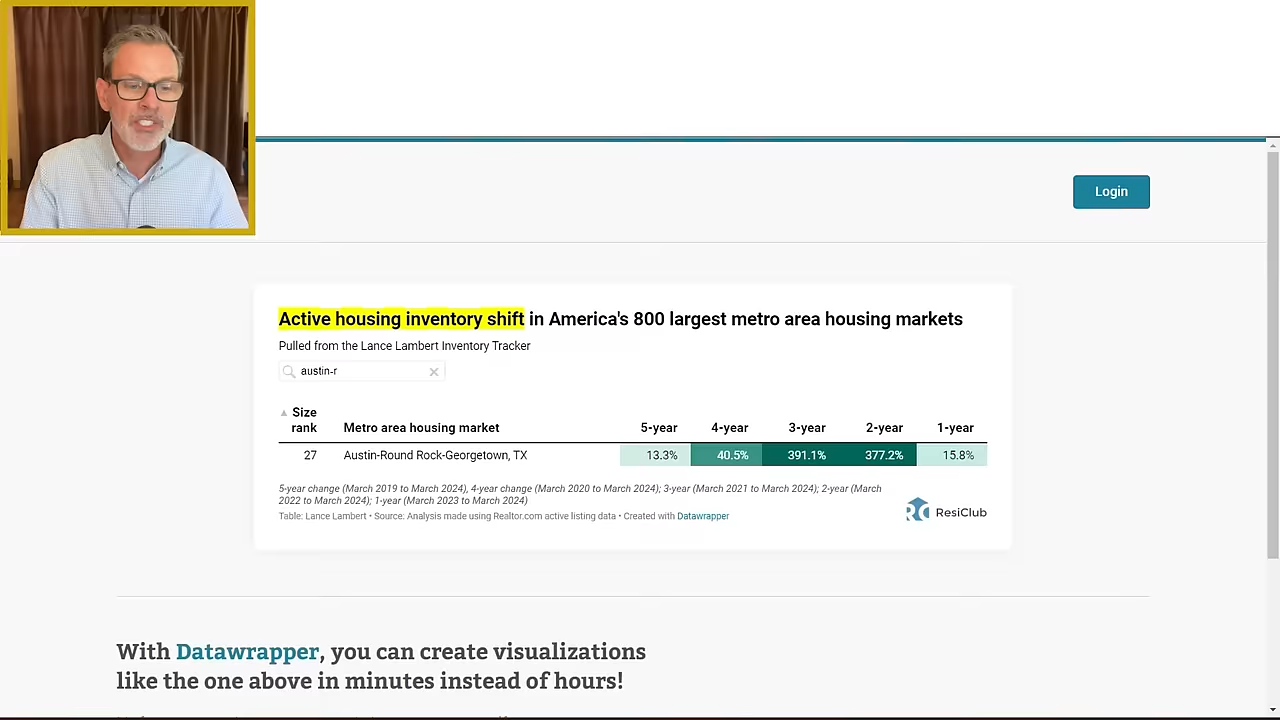 Login
Active housing inventory shift in America's 800 largest metro area housing markets
Pulled from the Lance Lambert Inventory Tracker
austin-r
Size
rank Metro area housing market 5-year 4-year 3-year 2-year 1-year
27 Austin-Round Rock-Georgetown, TX 13.3% 40.5% 391.1% 377.2% 15.8%
5-year change (March 2019 to March 2024), 4-year change (March 2020 to March 2024); 3-year (March 2021 to March 2024); 2-year (March
2022 to March 2024); 1-year (March 2023 to March 2024)
Table: Lance Lambert • Source: Analysis made using Realtor.com active listing data • Created with Datawrapper
RC ResiClub
With Datawrapper, you can create visualizations
like the one above in minutes instead of hours!